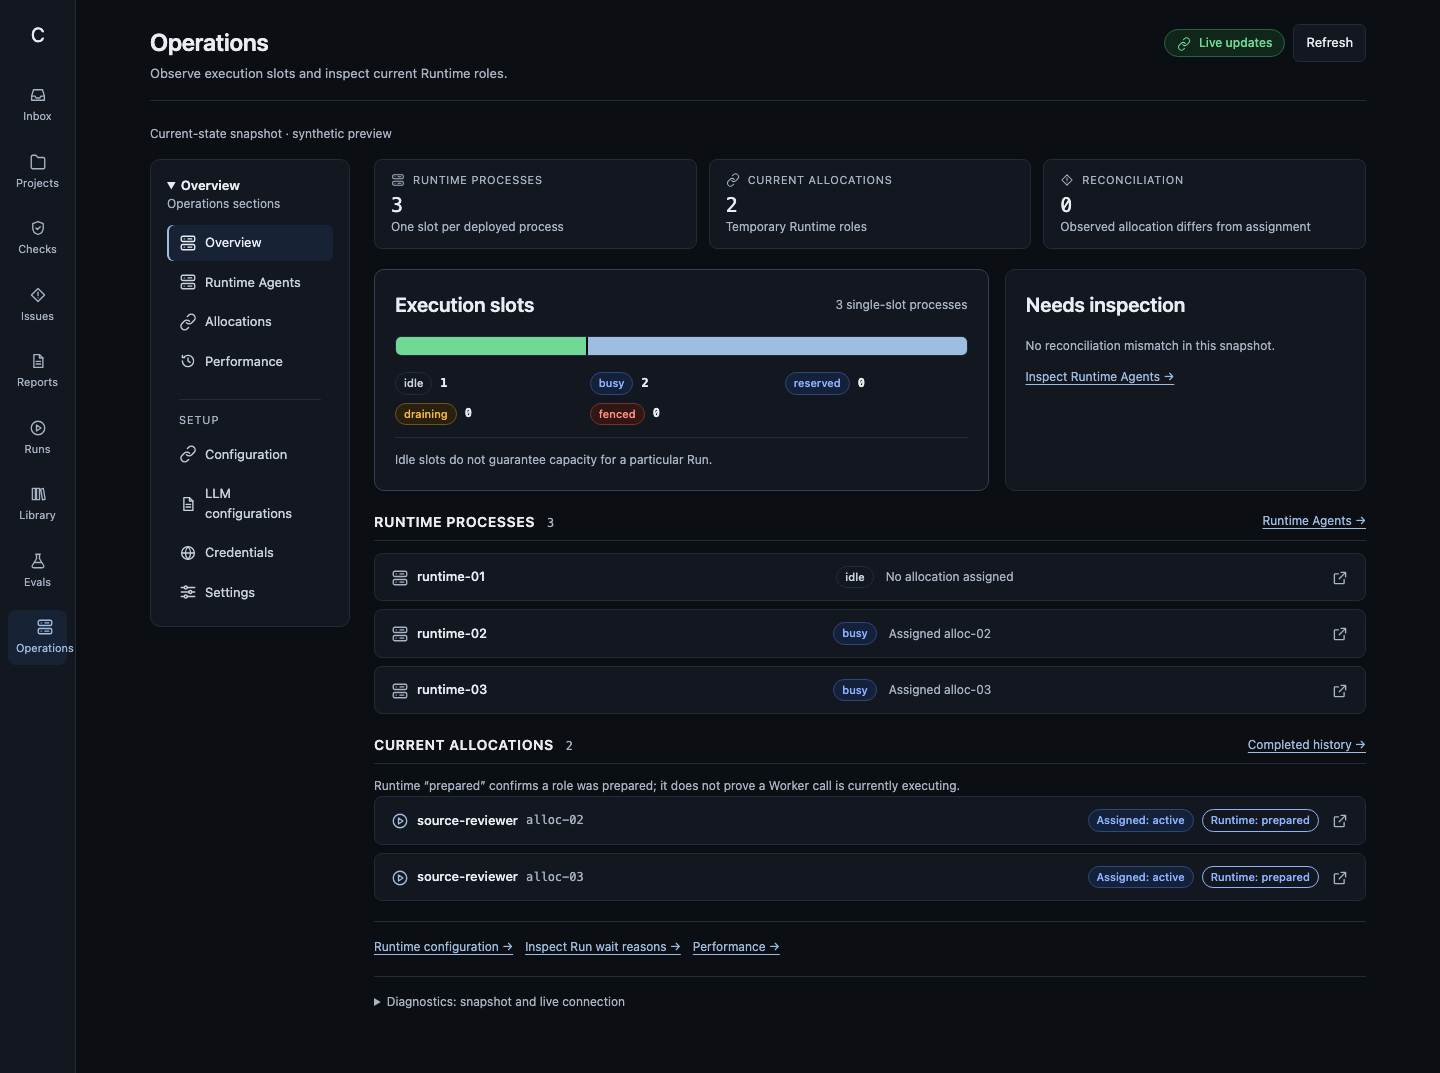 C
Inbox
Projects
Checks
Issues
Reports
Runs
Library
Evals
Operations
Operations
Observe execution slots and inspect current Runtime roles.
Live updates
Refresh
Current-state snapshot · synthetic preview
▼ Overview
Operations sections
Overview
Runtime Agents
Allocations
Performance
SETUP
Configuration
LLM
configurations
Credentials
Settings
RUNTIME PROCESSES
3
One slot per deployed process
CURRENT ALLOCATIONS
2
Temporary Runtime roles
RECONCILIATION
0
Observed allocation differs from assignment
Execution slots
3 single-slot processes
idle 1
busy 2
reserved 0
draining 0
fenced 0
Idle slots do not guarantee capacity for a particular Run.
Needs inspection
No reconciliation mismatch in this snapshot.
Inspect Runtime Agents →
RUNTIME PROCESSES 3
Runtime Agents →
runtime-01 idle No allocation assigned
runtime-02 busy Assigned alloc-02
runtime-03 busy Assigned alloc-03
CURRENT ALLOCATIONS 2
Completed history →
Runtime “prepared” confirms a role was prepared; it does not prove a Worker call is currently executing.
source-reviewer alloc-02 Assigned: active Runtime: prepared
source-reviewer alloc-03 Assigned: active Runtime: prepared
Runtime configuration → Inspect Run wait reasons → Performance →
▶ Diagnostics: snapshot and live connection